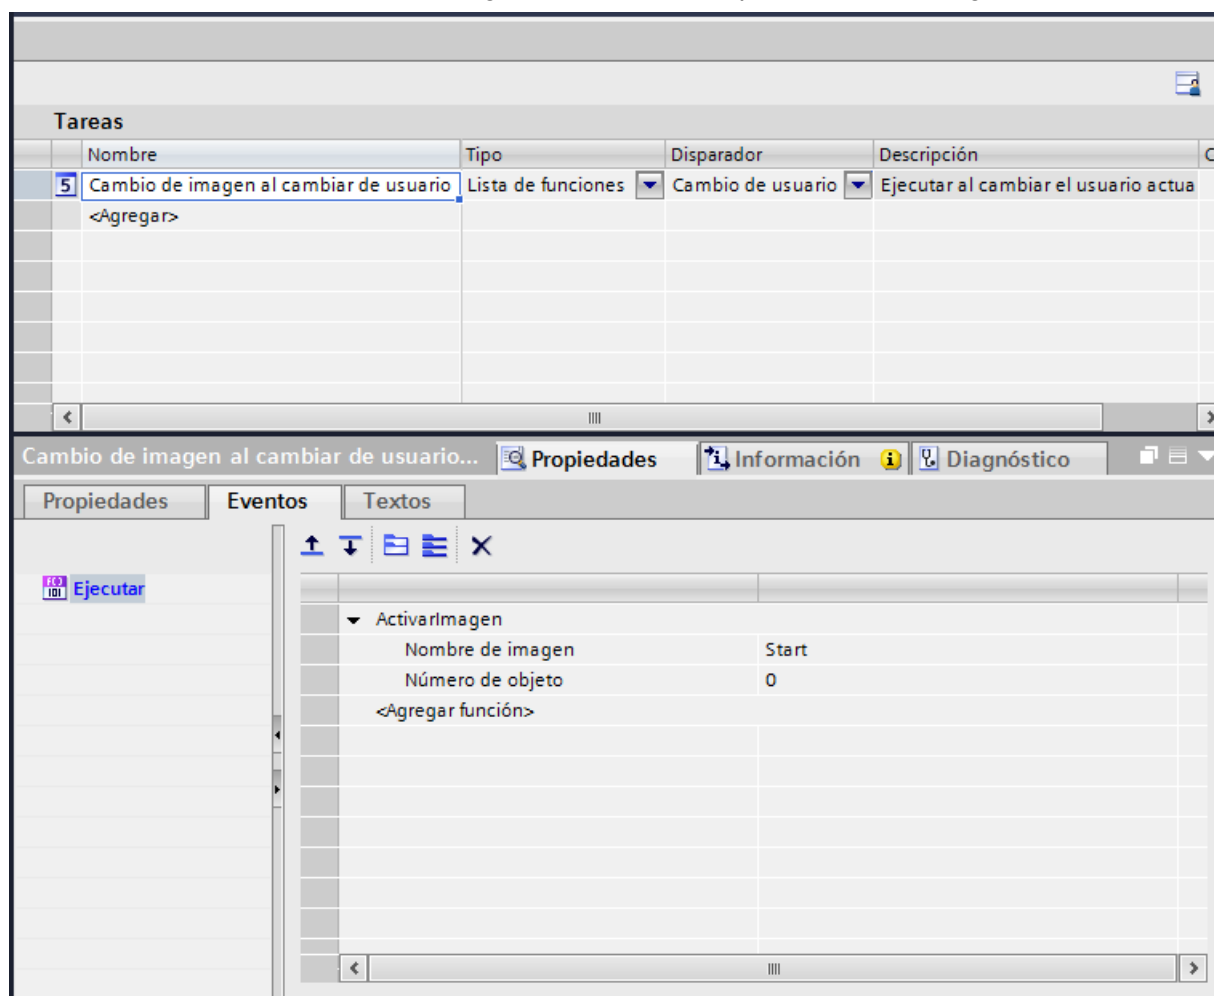 Tareas
Nombre Tipo Disparador Descripción
5 Cambio de imagen al cambiar de usuario Lista de funciones Cambio de usuario Ejecutar al cambiar el usuario actua
<Agregar>
Cambio de imagen al cambiar de usuario... Propiedades Información Diagnóstico
Propiedades Eventos Textos
Ejecutar
ActivarImagen
Nombre de imagen Start
Número de objeto 0
<Agregar función>